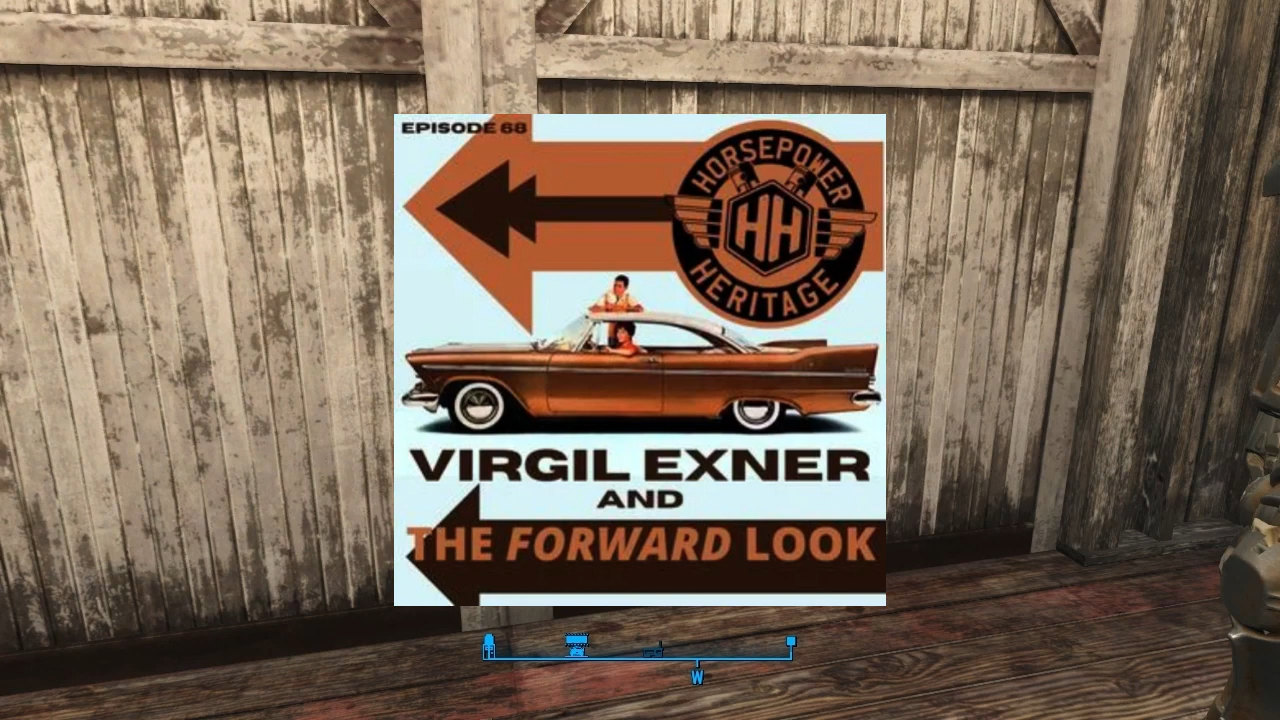 EPISODE 68
HORSEPOWER
HH
HERITAGE
VIRGIL EXNER
AND
THE FORWARD LOOK
W